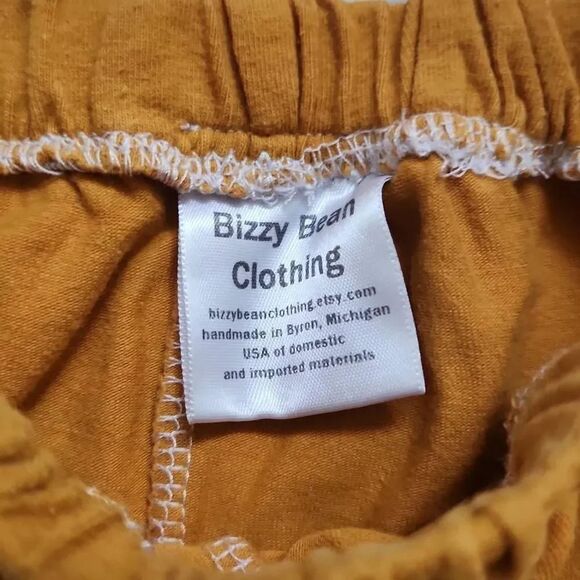 Bizzy Bean
Clothing
bizzybeanclothing.etsy.com
handmade in Byron, Michigan
USA of domestic
and imported materials